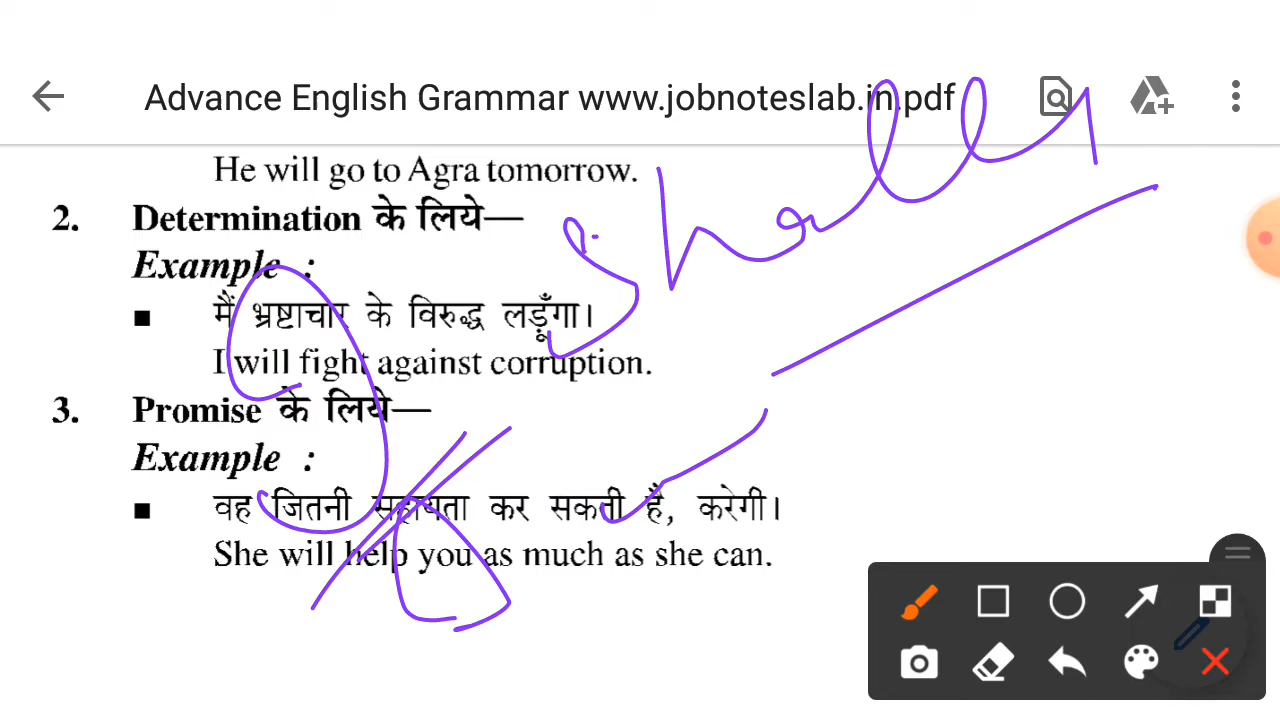 Advance English Grammar www.jobnoteslab.in.pdf
He will go to Agra tomorrow.
2. Determination के लिये—
Example :
■ मैं भ्रष्टाचार के विरुद्ध लड़ूँगा।
I will fight against corruption.
3. Promise के लिये—
Example :
■ वह जितनी सहायता कर सकती है, करेगी।
She will help you as much as she can.